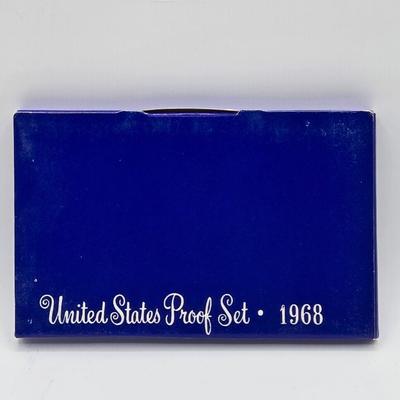 United States Proof Set • 1968